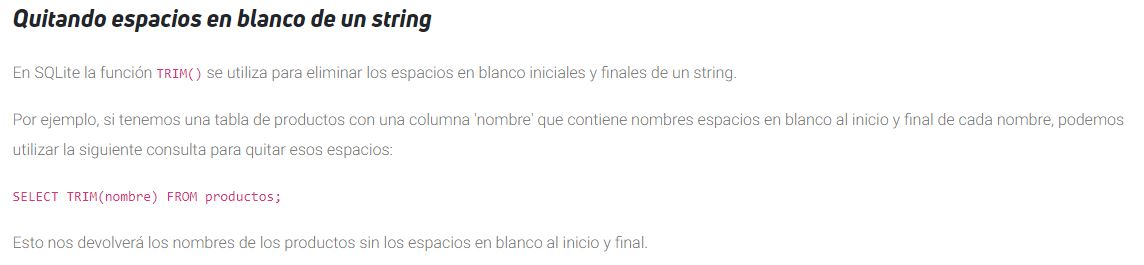 Quitando espacios en blanco de un string
En SQLite la función TRIM() se utiliza para eliminar los espacios en blanco iniciales y finales de un string.
Por ejemplo, si tenemos una tabla de productos con una columna 'nombre' que contiene nombres espacios en blanco al inicio y final de cada nombre, podemos
utilizar la siguiente consulta para quitar esos espacios:
SELECT TRIM(nombre) FROM productos;
Esto nos devolverá los nombres de los productos sin los espacios en blanco al inicio y final.